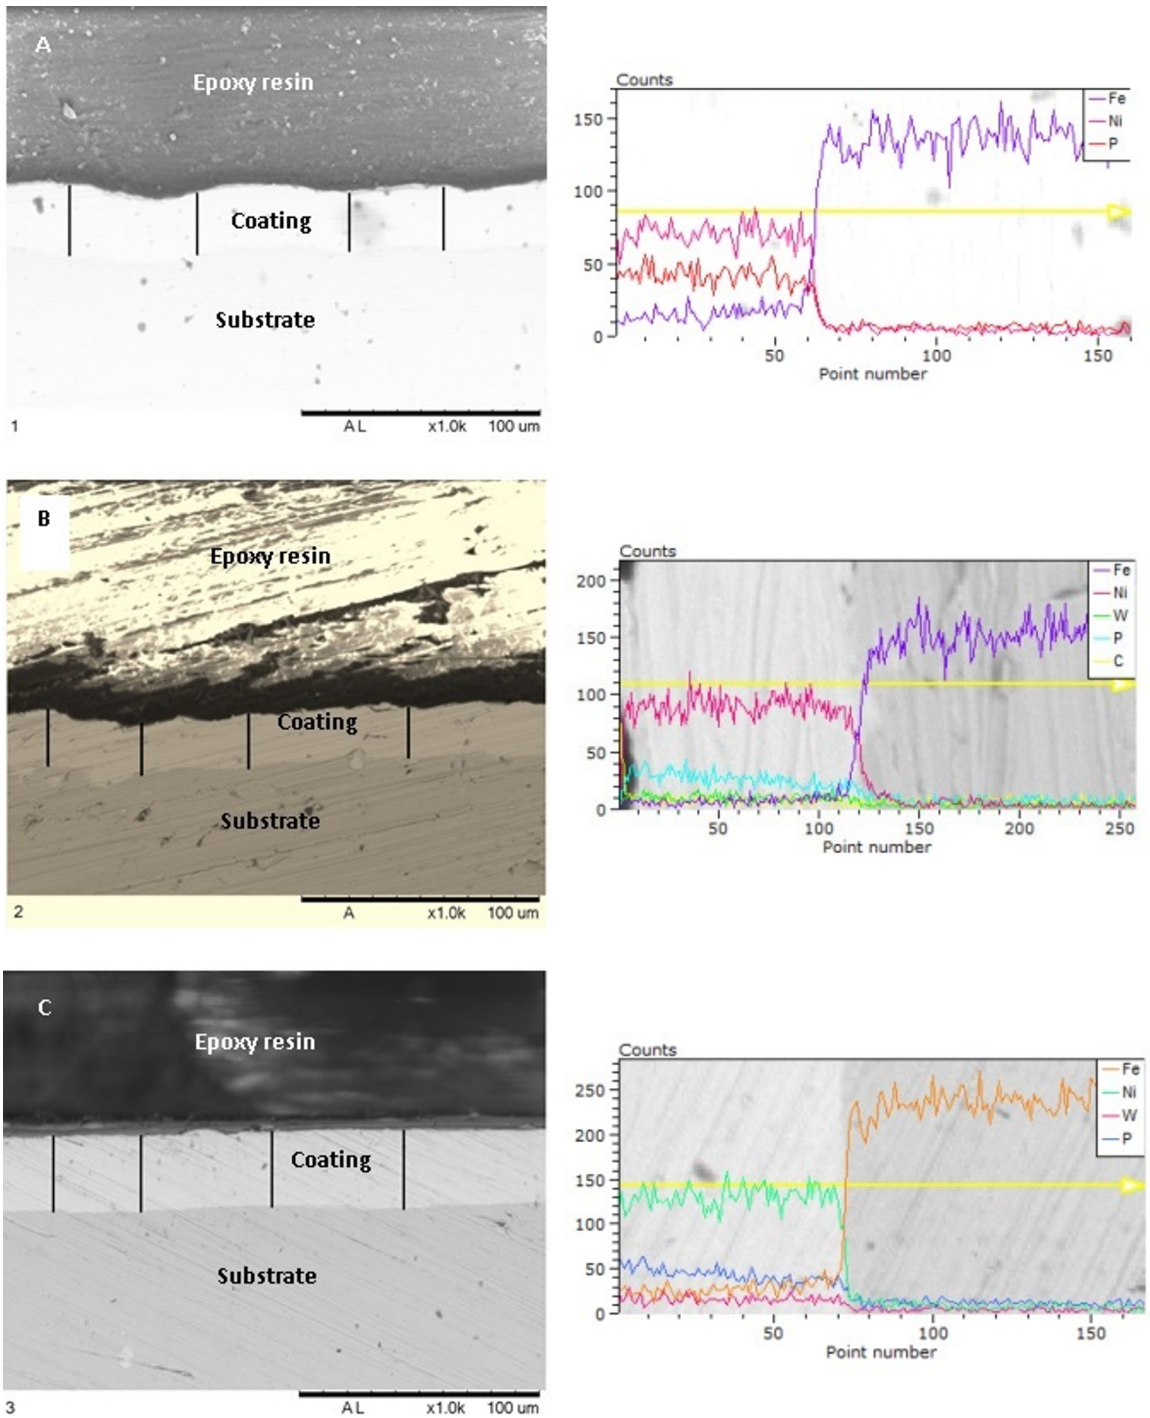 A
Epoxy resin
Coating
Substrate
1
A L
x1.0k
100 um
Counts
Fe
Ni
P
150
100
50
0
50
100
150
Point number
B
Epoxy resin
Coating
Substrate
2
A
x1.0k
100 um
Counts
Fe
Ni
W
P
C
200
150
100
50
0
50
100
150
200
250
Point number
C
Epoxy resin
Coating
Substrate
3
A L
x1.0k
100 um
Counts
Fe
Ni
W
P
250
200
150
100
50
0
50
100
150
Point number